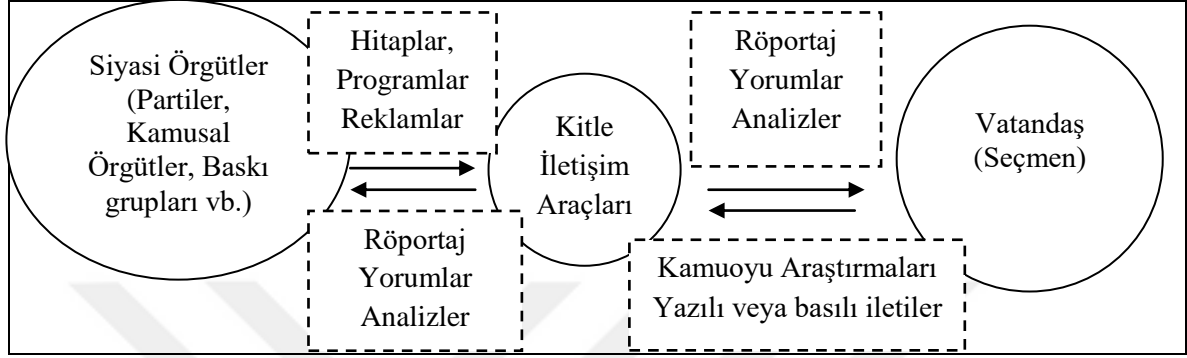 Siyasi Örgütler
(Partiler,
Kamusal
Örgütler, Baskı
grupları vb.)
Hitaplar,
Programlar
Reklamlar
Röportaj
Yorumlar
Analizler
Kitle
İletişim
Araçları
Röportaj
Yorumlar
Analizler
Kamuoyu Araştırmaları
Yazılı veya basılı iletiler
Vatandaş
(Seçmen)